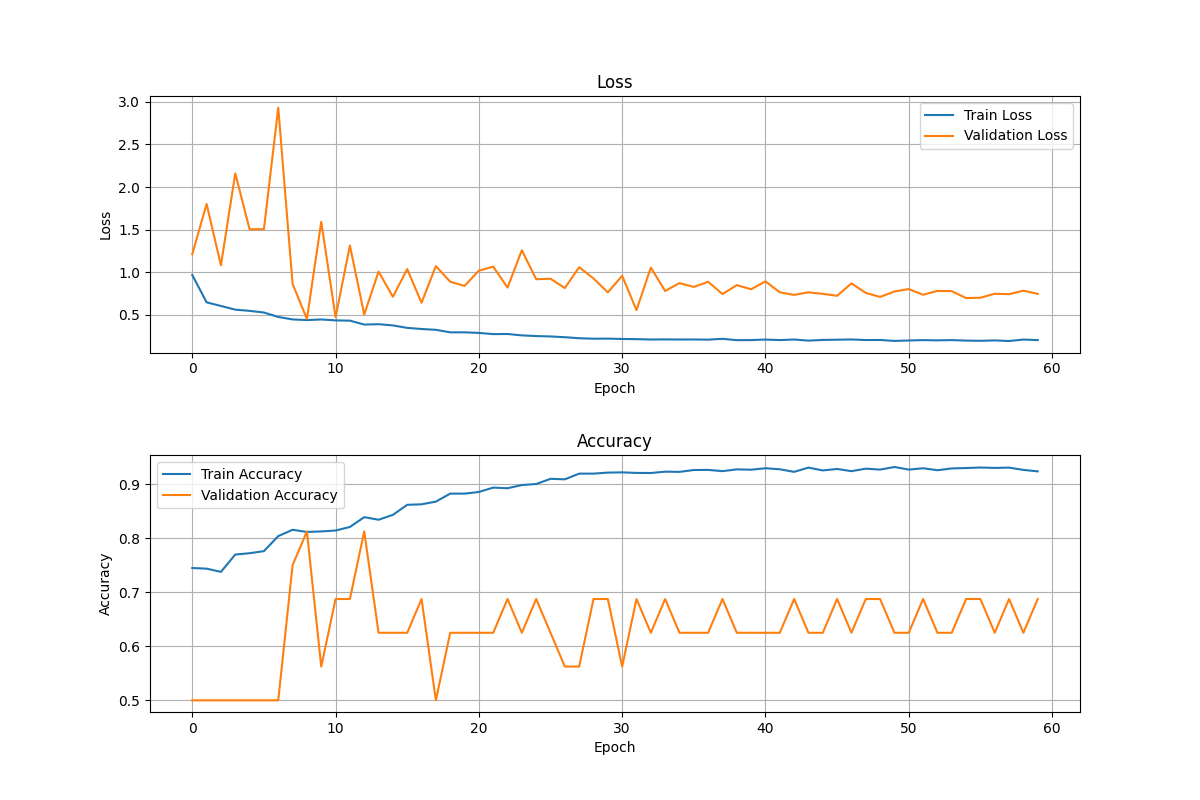 Loss
3.0
2.5
2.0
1.5
1.0
0.5
Loss
Train Loss
Validation Loss
0 10 20 30 40 50 60
Epoch
Accuracy
0.9
0.8
0.7
0.6
0.5
Accuracy
Train Accuracy
Validation Accuracy
0 10 20 30 40 50 60
Epoch